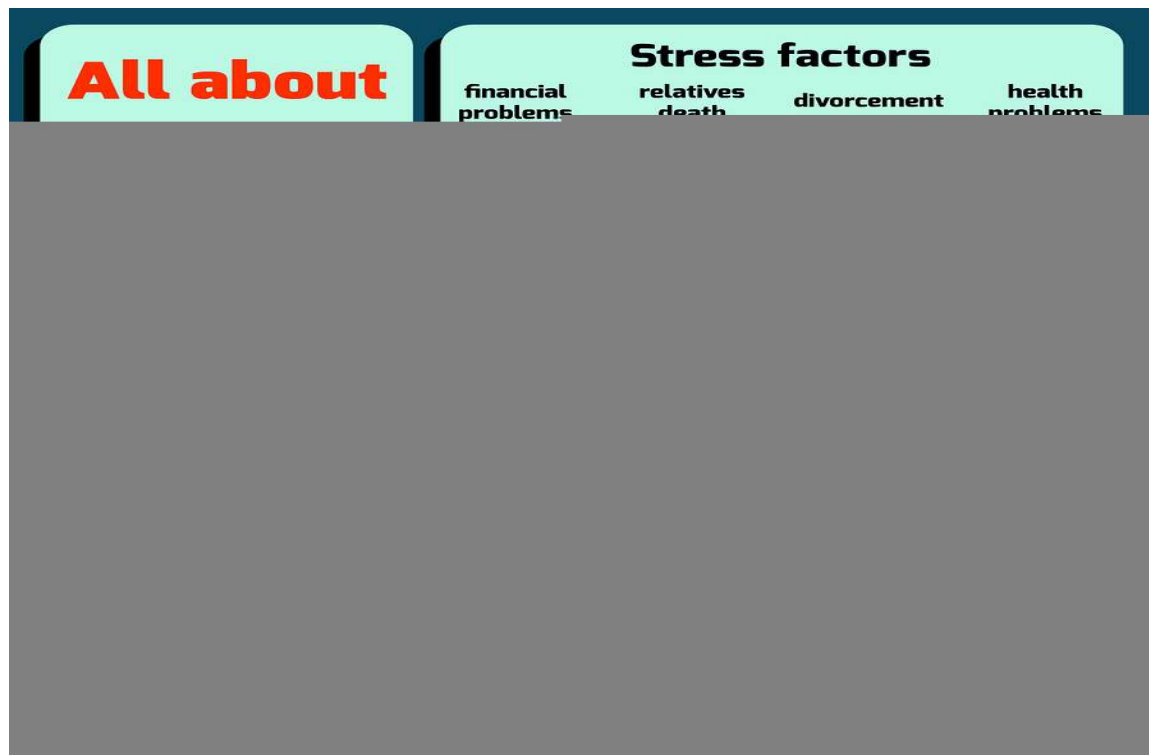 All about
Stress factors
financial
problems
relatives
death
divorcement
health
problems